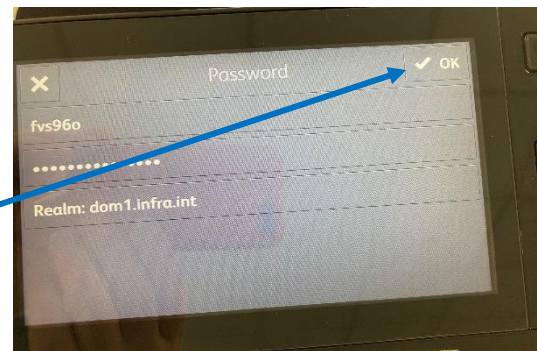 Password
✓ OK
fvs96o
••••••••••••••••
Realm: dom1.infra.int